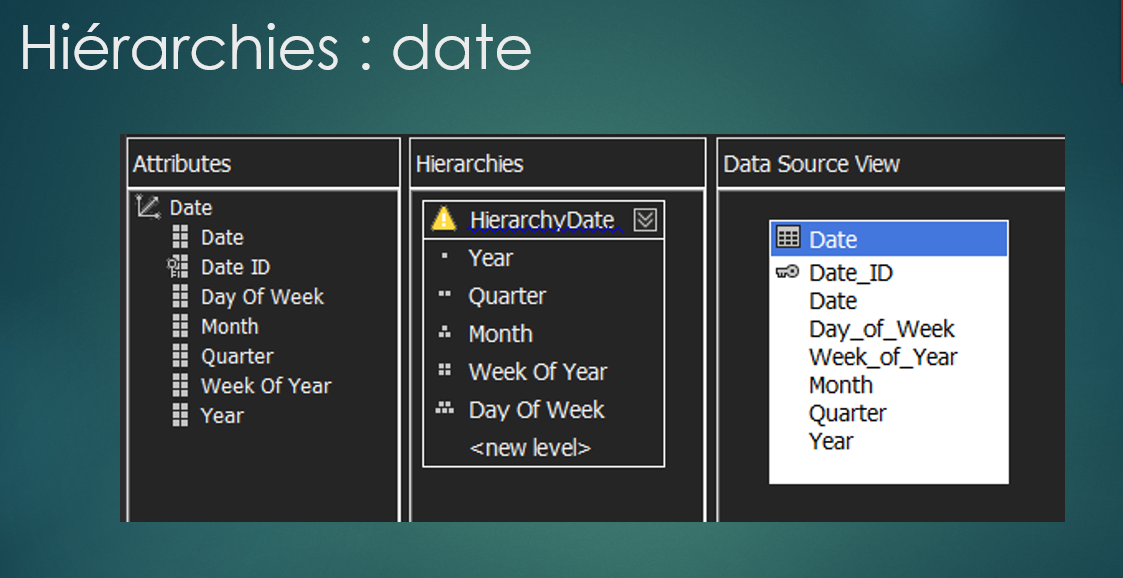 Hiérarchies : date
Attributes
Date
Date
Date ID
Day Of Week
Month
Quarter
Week Of Year
Year
Hierarchies
HierarchyDate
Year
Quarter
Month
Week Of Year
Day Of Week
<new level>
Data Source View
Date
Date_ID
Date
Day_of_Week
Week_of_Year
Month
Quarter
Year